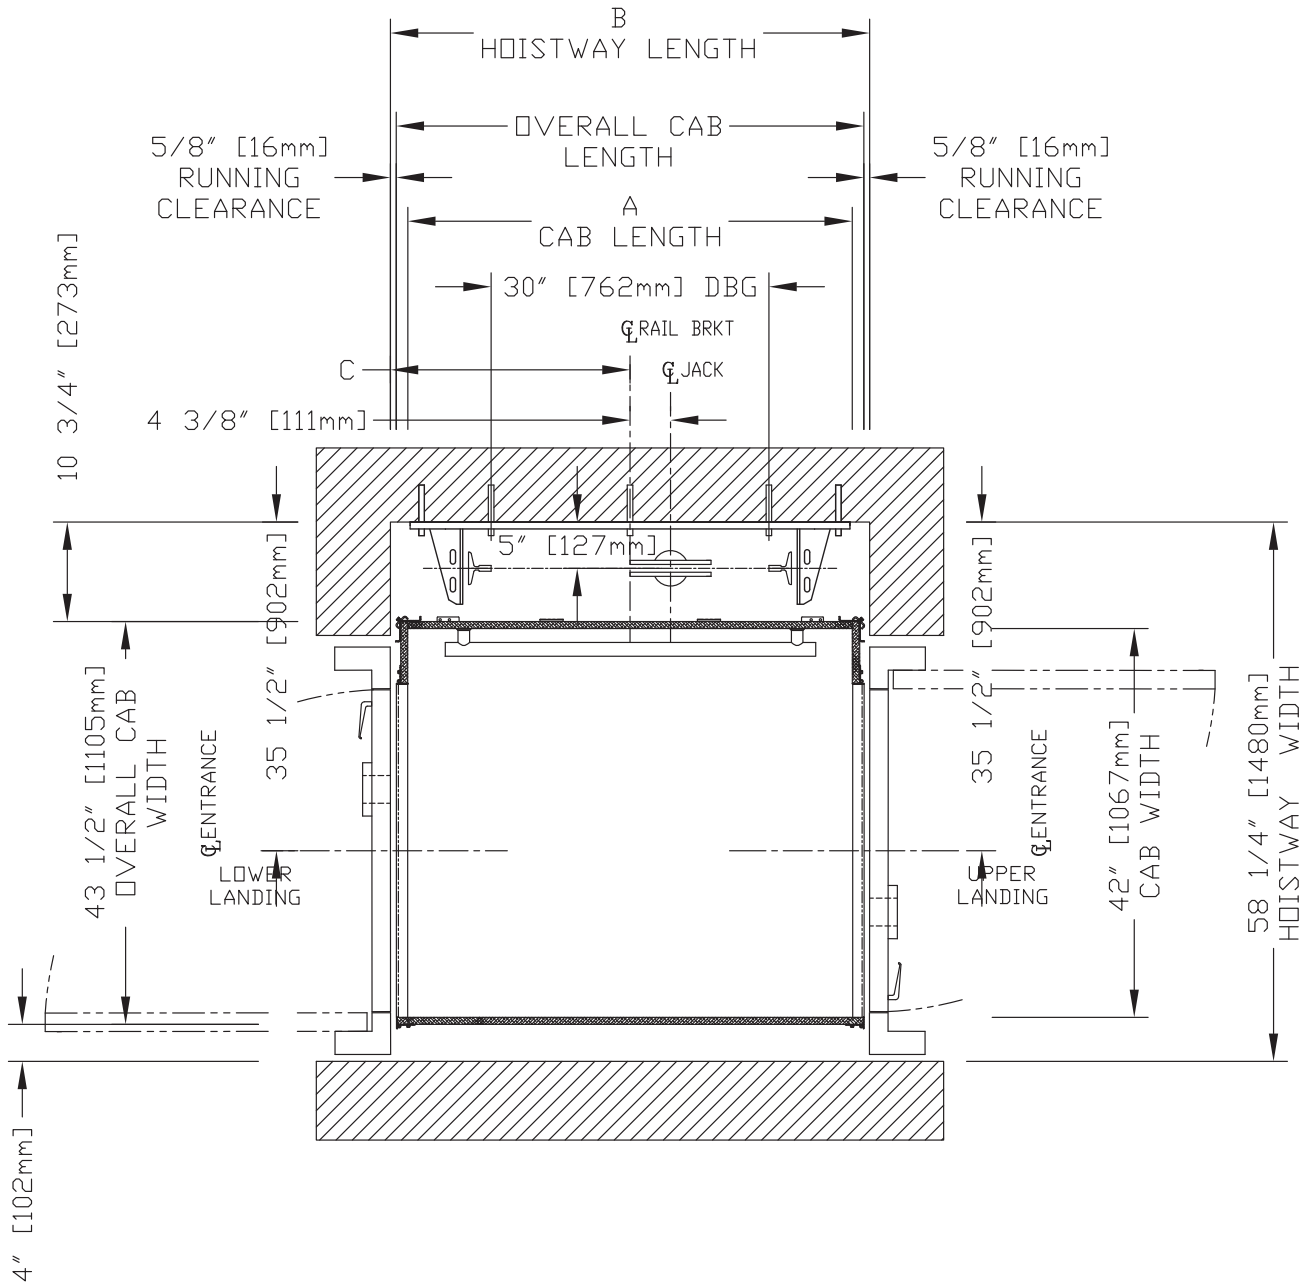 B
HOISTWAY LENGTH
OVERALL CAB
LENGTH
5/8" [16mm]
RUNNING
CLEARANCE
5/8" [16mm]
RUNNING
CLEARANCE
A
CAB LENGTH
30" [762mm] DBG
℄ RAIL BRKT
C
℄ JACK
4 3/8" [111mm]
10 3/4" [273mm]
5" [127mm]
35 1/2" [902mm]
35 1/2" [902mm]
43 1/2" [1105mm]
OVERALL CAB
WIDTH
℄ ENTRANCE
LOWER
LANDING
℄ ENTRANCE
UPPER
LANDING
42" [1067mm]
CAB WIDTH
58 1/4" [1480mm]
HOISTWAY WIDTH
4" [102mm]